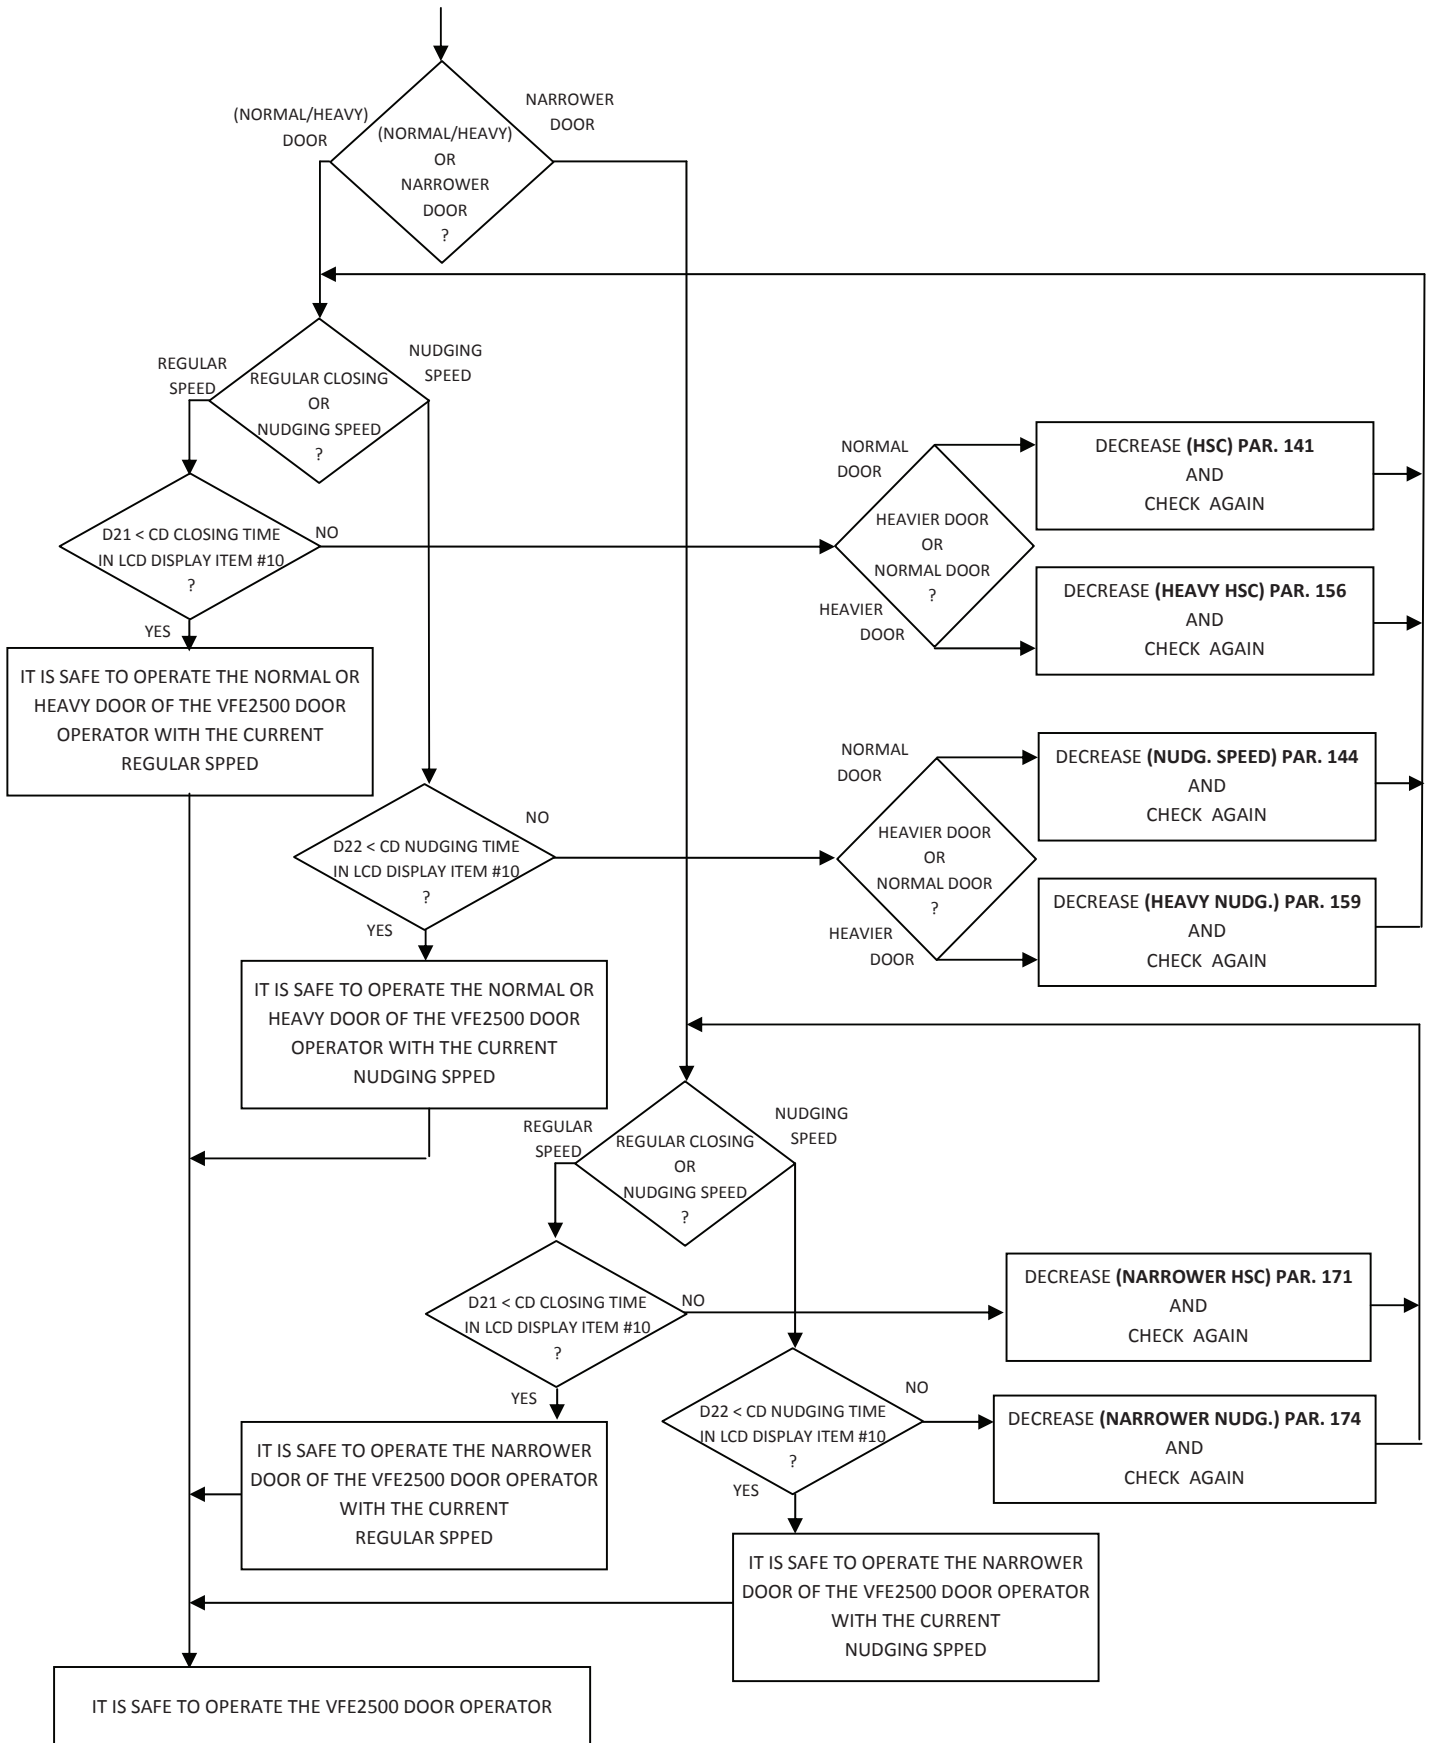 (NORMAL/HEAVY)
DOOR
NARROWER
DOOR
(NORMAL/HEAVY)
OR
NARROWER
DOOR
?
REGULAR
SPEED
NUDGING
SPEED
REGULAR CLOSING
OR
NUDGING SPEED
?
D21 < CD CLOSING TIME
IN LCD DISPLAY ITEM #10
?
NO
YES
NORMAL
DOOR
HEAVIER DOOR
OR
NORMAL DOOR
?
HEAVIER
DOOR
DECREASE (HSC) PAR. 141
AND
CHECK AGAIN
DECREASE (HEAVY HSC) PAR. 156
AND
CHECK AGAIN
IT IS SAFE TO OPERATE THE NORMAL OR
HEAVY DOOR OF THE VFE2500 DOOR
OPERATOR WITH THE CURRENT
REGULAR SPPED
D22 < CD NUDGING TIME
IN LCD DISPLAY ITEM #10
?
NO
YES
NORMAL
DOOR
HEAVIER DOOR
OR
NORMAL DOOR
?
HEAVIER
DOOR
DECREASE (NUDG. SPEED) PAR. 144
AND
CHECK AGAIN
DECREASE (HEAVY NUDG.) PAR. 159
AND
CHECK AGAIN
IT IS SAFE TO OPERATE THE NORMAL OR
HEAVY DOOR OF THE VFE2500 DOOR
OPERATOR WITH THE CURRENT
NUDGING SPPED
REGULAR
SPEED
NUDGING
SPEED
REGULAR CLOSING
OR
NUDGING SPEED
?
D21 < CD CLOSING TIME
IN LCD DISPLAY ITEM #10
?
NO
YES
DECREASE (NARROWER HSC) PAR. 171
AND
CHECK AGAIN
D22 < CD NUDGING TIME
IN LCD DISPLAY ITEM #10
?
NO
YES
DECREASE (NARROWER NUDG.) PAR. 174
AND
CHECK AGAIN
IT IS SAFE TO OPERATE THE NARROWER
DOOR OF THE VFE2500 DOOR OPERATOR
WITH THE CURRENT
REGULAR SPPED
IT IS SAFE TO OPERATE THE NARROWER
DOOR OF THE VFE2500 DOOR OPERATOR
WITH THE CURRENT
NUDGING SPPED
IT IS SAFE TO OPERATE THE VFE2500 DOOR OPERATOR